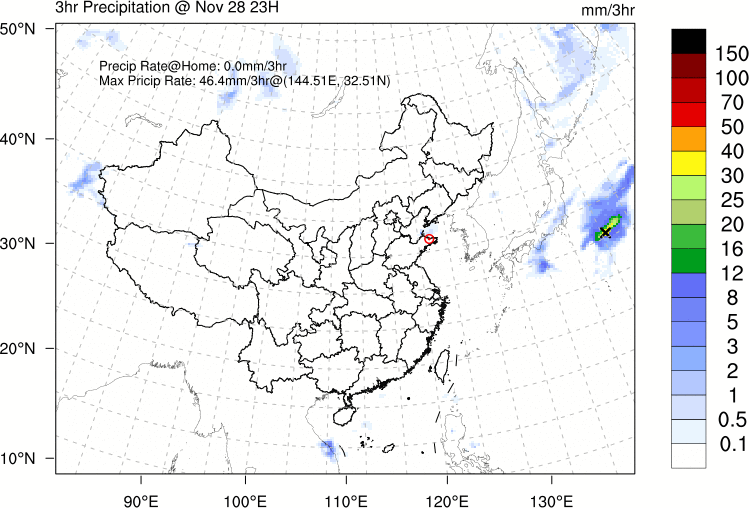 3hr Precipitation @ Nov 28 23H
mm/3hr
Precip Rate@Home: 0.0mm/3hr
Max Pricip Rate: 46.4mm/3hr@(144.51E, 32.51N)
50°N
40°N
30°N
20°N
10°N
90°E
100°E
110°E
120°E
130°E
150
100
70
50
40
30
25
20
16
12
8
5
3
2
1
0.5
0.1